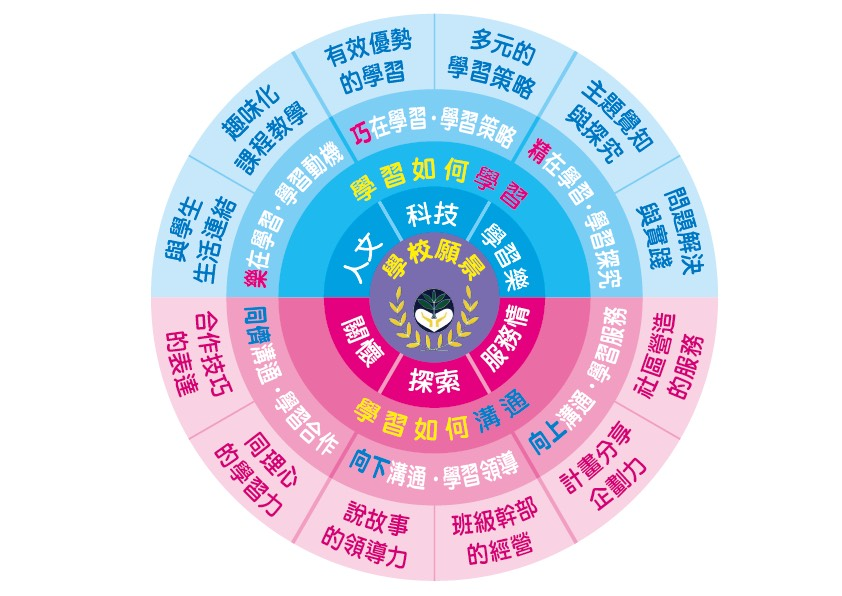 有效優勢
的學習
多元的
學習策略
主題覺知
與探究
問題解決
與實踐
趣味化
課程教學
與學生
生活連結
樂在學習·學習動機
巧在學習·學習策略
精在學習·學習探究
學習如何學習
人文
科技
學習樂
學校願景
關懷
探索
服務情
學習如何溝通
同儕溝通·學習合作
向下溝通·學習領導
向上溝通·學習服務
合作技巧
的表達
同理心
的學習力
說故事
的領導力
班級幹部
的經營
計畫分享
企劃力
社區營造
的服務